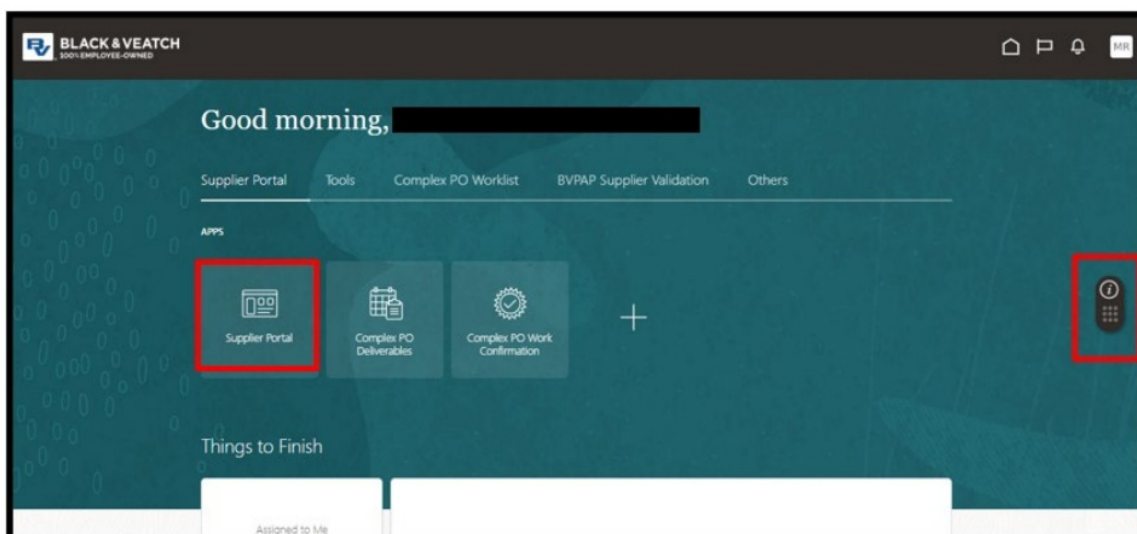 BLACK & VEATCH
100% EMPLOYEE-OWNED
MR
Good morning,
Supplier Portal Tools Complex PO Worklist BVPAP Supplier Validation Others
APPS
Supplier Portal
Complex PO
Deliverables
Complex PO Work
Confirmation
Things to Finish
Assigned to Me